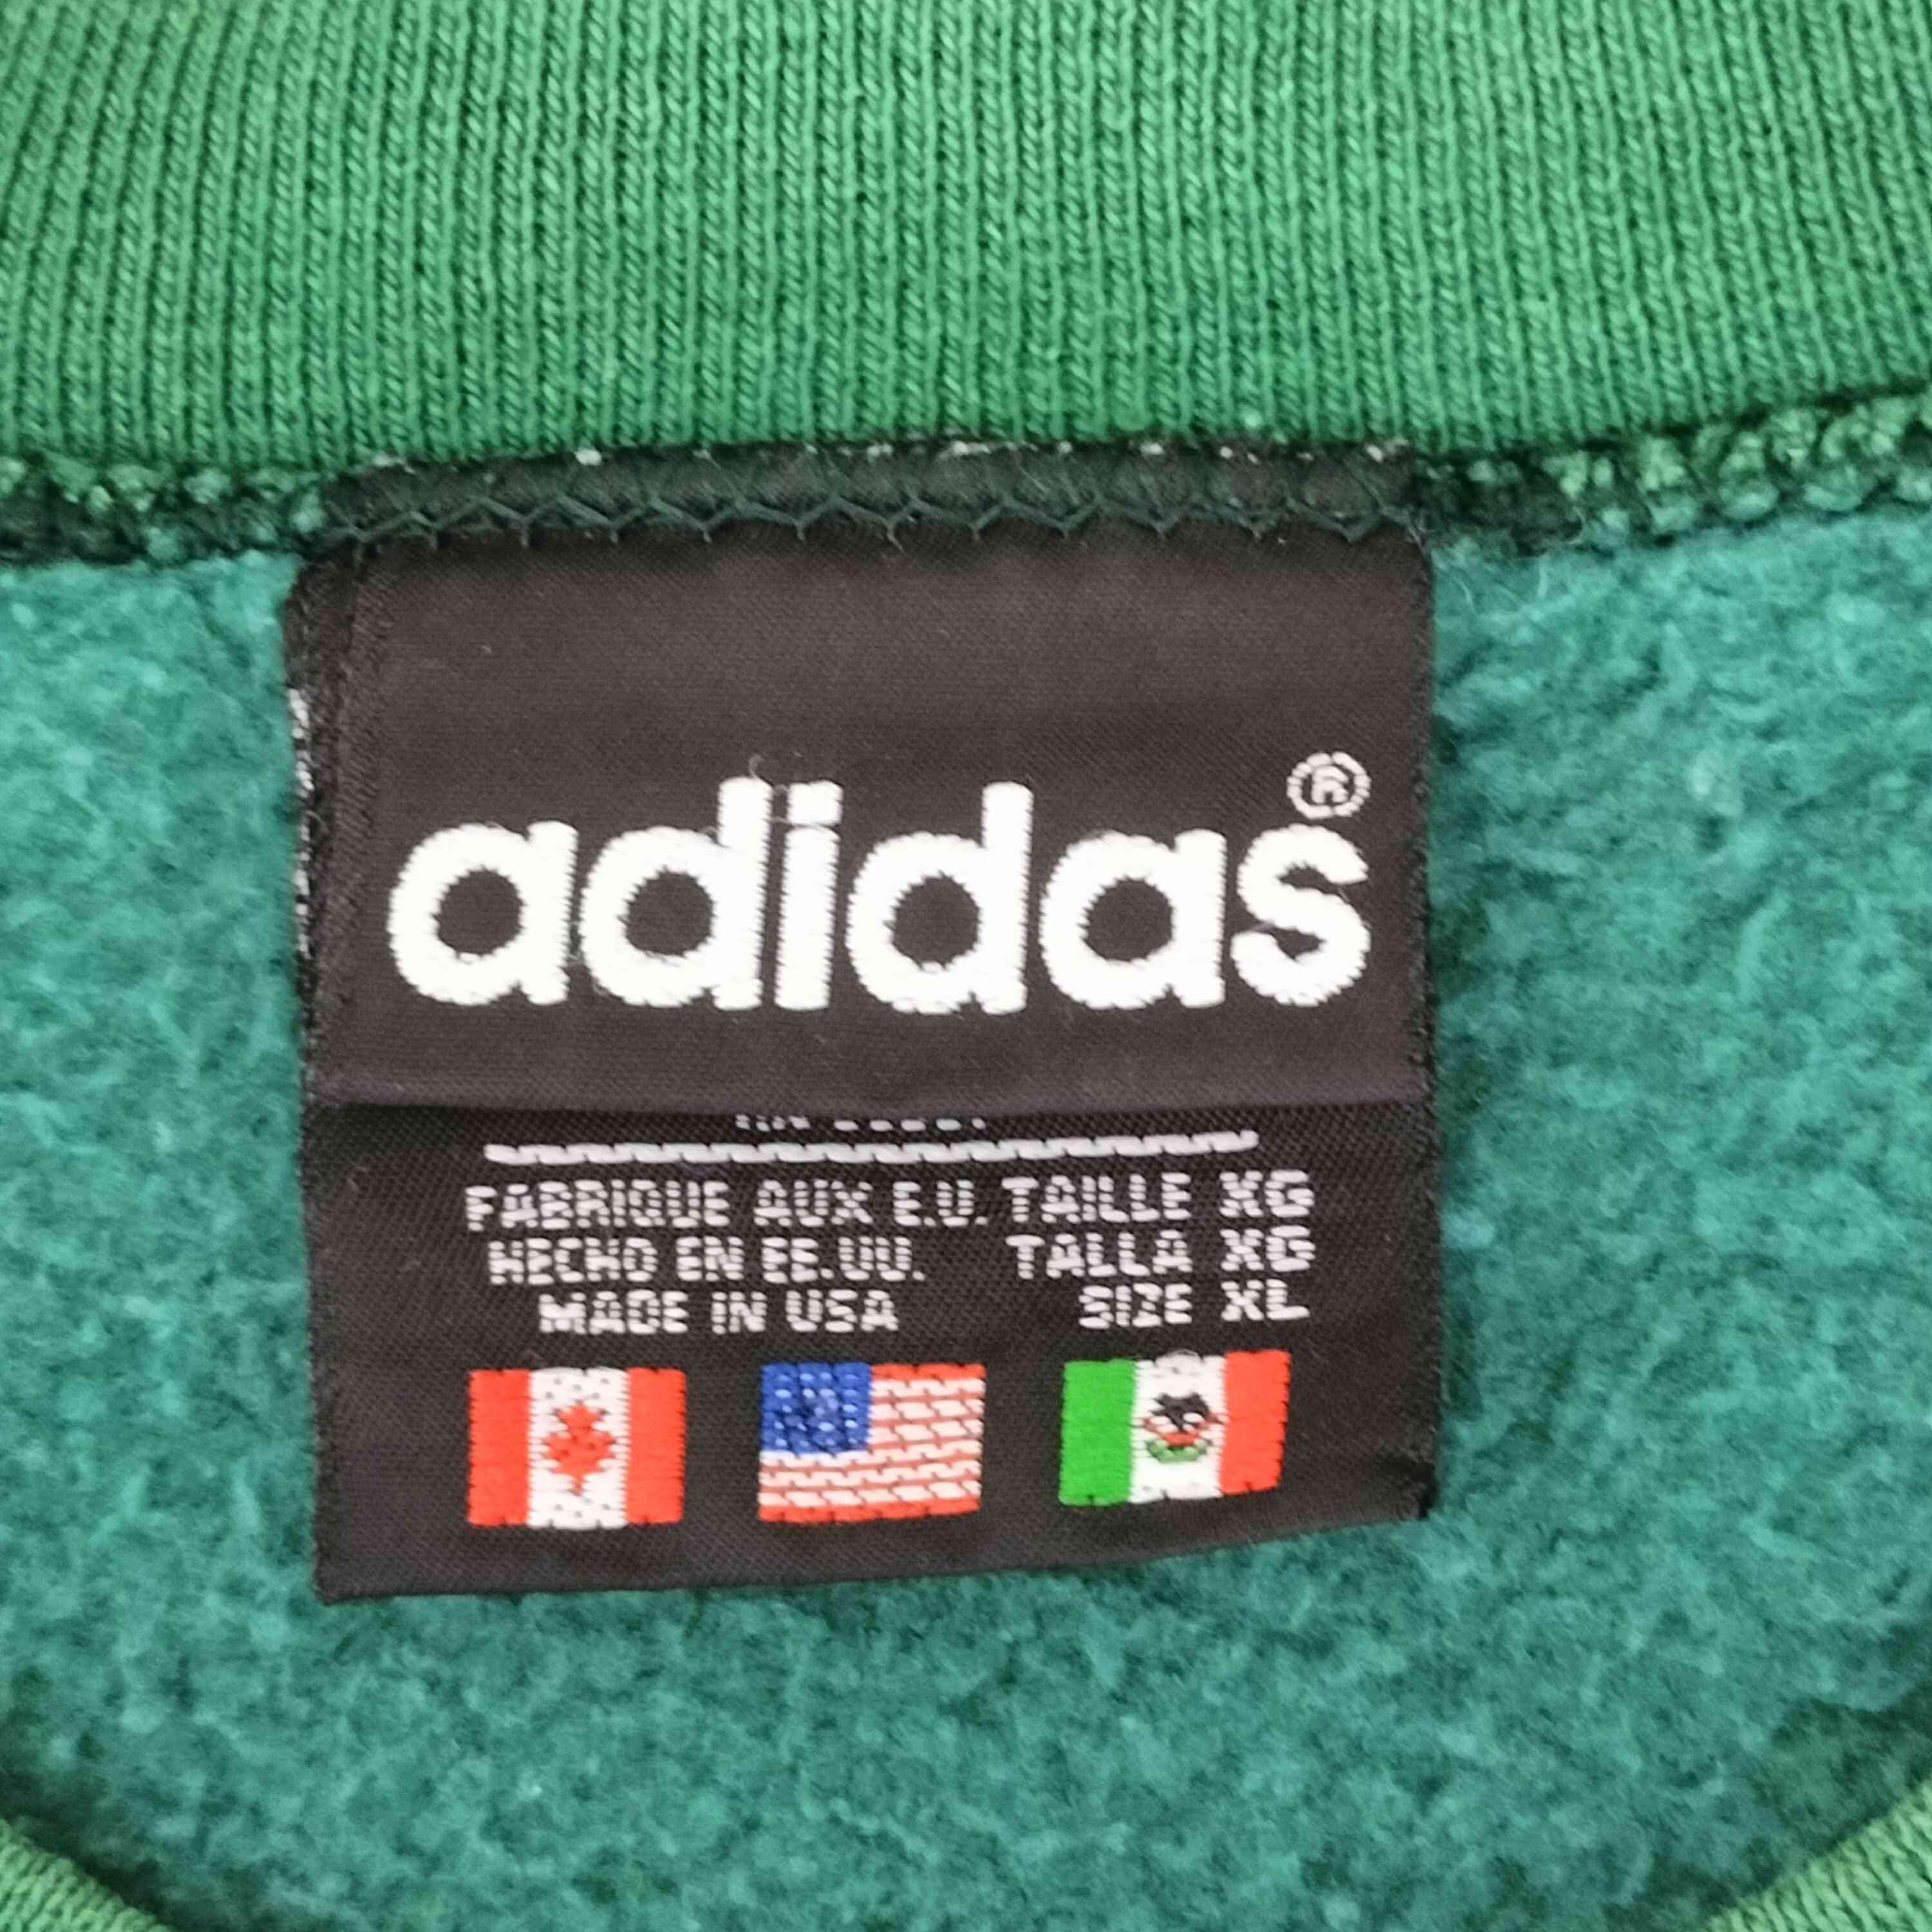 adidas®
FABRIQUE AUX E.U. TAILLE XG
HECHO EN EE.UU. TALLA XG
MADE IN USA SIZE XL